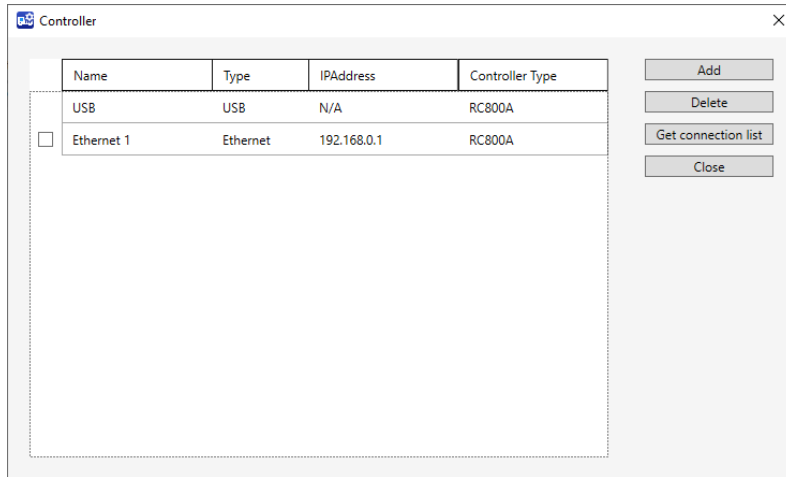 Controller
Name Type IPAddress Controller Type
USB USB N/A RC800A
Ethernet 1 Ethernet 192.168.0.1 RC800A
Add
Delete
Get connection list
Close